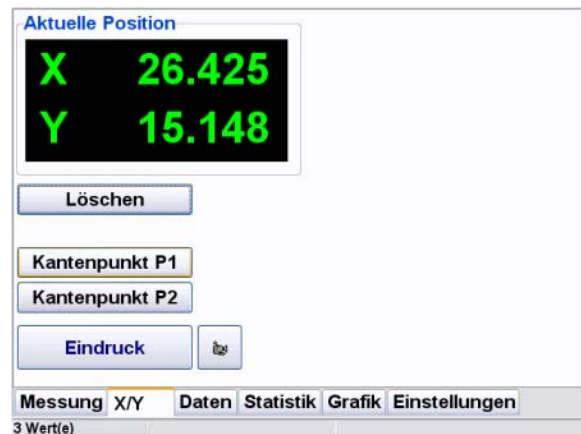 Aktuelle Position
X 26.425
Y 15.148
Löschen
Kantenpunkt P1
Kantenpunkt P2
Eindruck
Messung X/Y Daten Statistik Grafik Einstellungen
3 Wert(e)